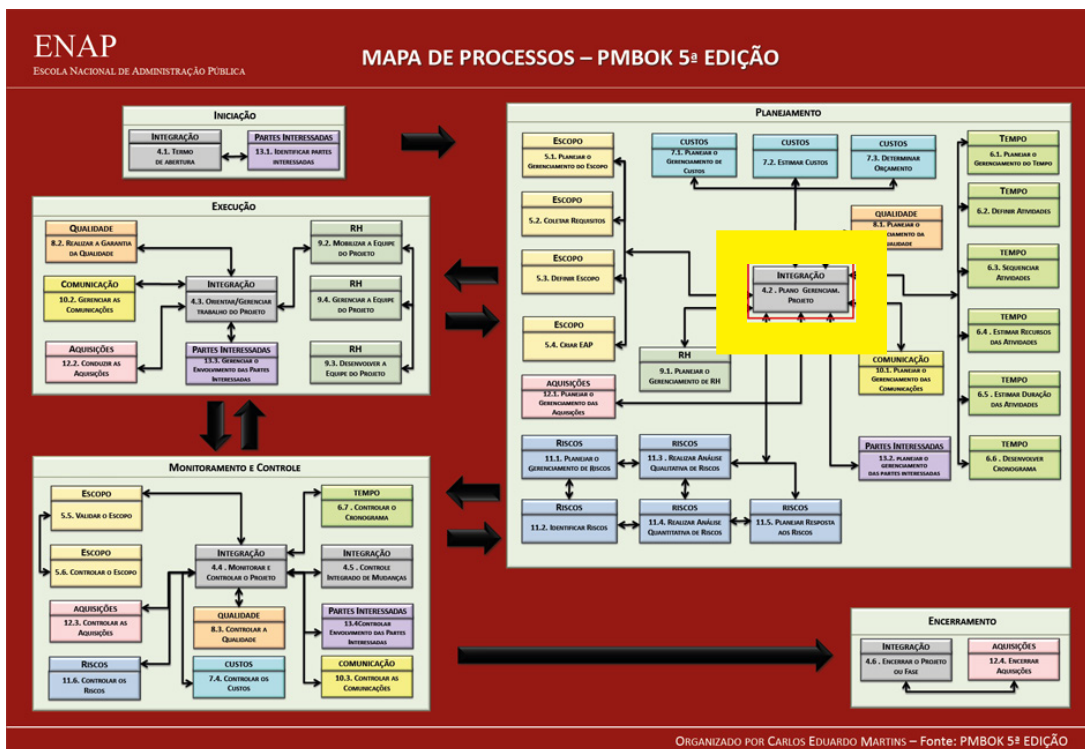 ENAP
ESCOLA NACIONAL DE ADMINISTRAÇÃO PÚBLICA
MAPA DE PROCESSOS – PMBOK 5ª EDIÇÃO
INICIAÇÃO
INTEGRAÇÃO
4.1. TERMO
DE ABERTURA
PARTES INTERESSADAS
13.1. IDENTIFICAR PARTES
INTERESSADAS
EXECUÇÃO
QUALIDADE
8.2. REALIZAR A GARANTIA
DA QUALIDADE
COMUNICAÇÃO
10.2. GERENCIAR AS
COMUNICAÇÕES
AQUISIÇÕES
12.2. CONDUZIR AS
AQUISIÇÕES
INTEGRAÇÃO
4.3. ORIENTAR/GERENCIAR
TRABALHO DO PROJETO
PARTES INTERESSADAS
13.3. GERENCIAR O
ENVOLVIMENTO DAS PARTES
INTERESSADAS
RH
9.2. MOBILIZAR A EQUIPE
DO PROJETO
RH
9.4. GERENCIAR A EQUIPE
DO PROJETO
RH
9.3. DESENVOLVER A
EQUIPE DO PROJETO
MONITORAMENTO E CONTROLE
ESCOPO
5.5. VALIDAR O ESCOPO
ESCOPO
5.6. CONTROLAR O ESCOPO
AQUISIÇÕES
12.3. CONTROLAR AS
AQUISIÇÕES
RISCOS
11.6. CONTROLAR OS
RISCOS
INTEGRAÇÃO
4.4. MONITORAR E
CONTROLAR O PROJETO
QUALIDADE
8.3. CONTROLAR A
QUALIDADE
CUSTOS
7.4. CONTROLAR OS
CUSTOS
TEMPO
6.7. CONTROLAR O
CRONOGRAMA
INTEGRAÇÃO
4.5. CONTROLE
INTEGRADO DE MUDANÇAS
PARTES INTERESSADAS
13.4CONTROLAR
ENVOLVIMENTO DAS PARTES
INTERESSADAS
COMUNICAÇÃO
10.3. CONTROLAR AS
COMUNICAÇÕES
PLANEJAMENTO
ESCOPO
5.1. PLANEJAR O
GERENCIAMENTO DO ESCOPO
ESCOPO
5.2. COLETAR REQUISITOS
ESCOPO
5.3. DEFINIR ESCOPO
ESCOPO
5.4. CRIAR EAP
CUSTOS
7.1. PLANEJAR O
GERENCIAMENTO DE
CUSTOS
CUSTOS
7.2. ESTIMAR CUSTOS
CUSTOS
7.3. DETERMINAR
ORÇAMENTO
QUALIDADE
8.1. PLANEJAR O
DA
QUALIDADE
INTEGRAÇÃO
4.2. PLANO GERENCIAM.
PROJETO
RH
9.1. PLANEJAR O
GERENCIAMENTO DE RH
COMUNICAÇÃO
10.1. PLANEJAR O
GERENCIAMENTO DAS
COMUNICAÇÕES
AQUISIÇÕES
12.1. PLANEJAR O
GERENCIAMENTO DAS
AQUISIÇÕES
RISCOS
11.1. PLANEJAR O
GERENCIAMENTO DE RISCOS
RISCOS
11.3. REALIZAR ANÁLISE
QUALITATIVA DE RISCOS
PARTES INTERESSADAS
13.2. PLANEJAR O
GERENCIAMENTO
DAS PARTES INTERESSADAS
RISCOS
11.2. IDENTIFICAR RISCOS
RISCOS
11.4. REALIZAR ANÁLISE
QUANTITATIVA DE RISCOS
RISCOS
11.5. PLANEJAR RESPOSTA
AOS RISCOS
TEMPO
6.1. PLANEJAR O
GERENCIAMENTO DO TEMPO
TEMPO
6.2. DEFINIR ATIVIDADES
TEMPO
6.3. SEQUENCIAR
ATIVIDADES
TEMPO
6.4. ESTIMAR RECURSOS
DAS ATIVIDADES
TEMPO
6.5. ESTIMAR DURAÇÃO
DAS ATIVIDADES
TEMPO
6.6. DESENVOLVER
CRONOGRAMA
ENCERRAMENTO
INTEGRAÇÃO
4.6. ENCERRAR O PROJETO
OU FASE
AQUISIÇÕES
12.4. ENCERRAR
AQUISIÇÕES
ORGANIZADO POR CARLOS EDUARDO MARTINS – FONTE: PMBOK 5ª EDIÇÃO